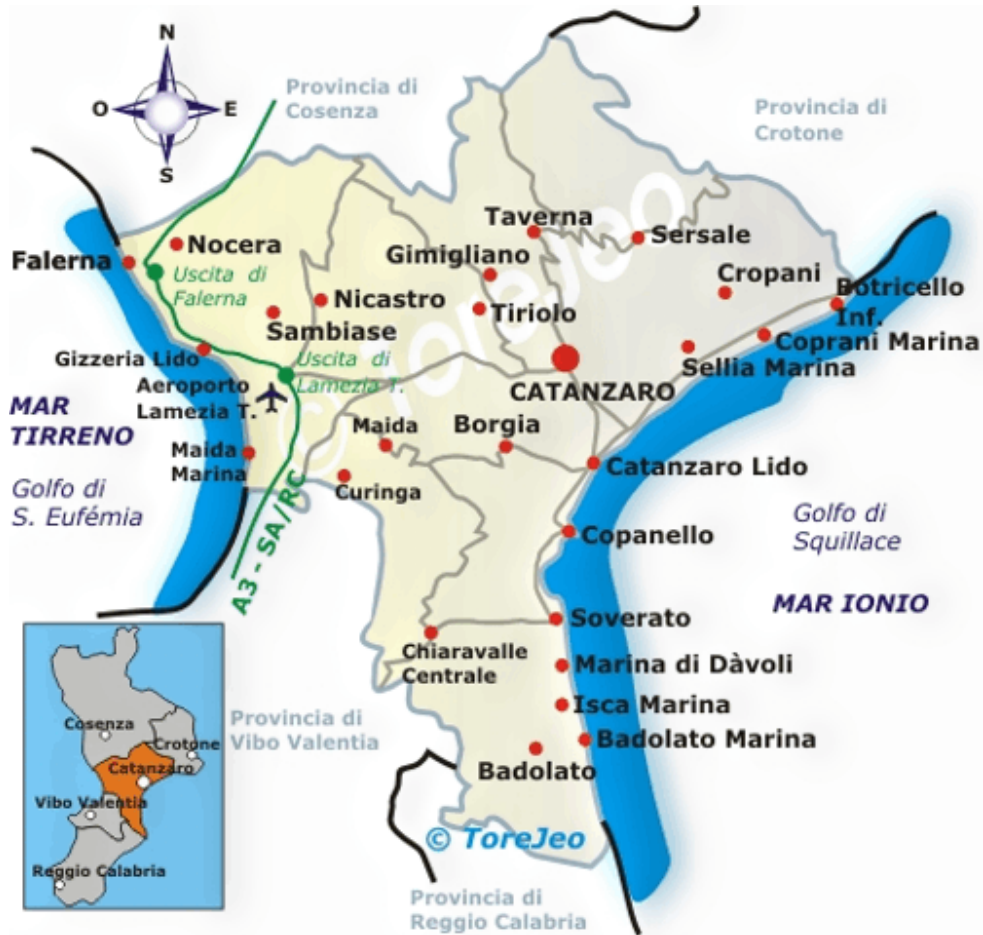 N
O
E
S
Provincia di
Cosenza
Provincia di
Crotone
Taverna
Sersale
Nocera
Gimigliano
Falerna
Uscita di
Falerna
Cropani
Nicastro
Tiriolo
Botricello
Inf.
Sambiase
Coprani Marina
Gizzeria Lido
Uscita di
Lamezia T.
Sellia Marina
Aeroporto
Lamezia T.
CATANZARO
MAR
TIRRENO
Maida
Borgia
Maida
Marina
Catanzaro Lido
Curinga
Golfo di
S. Eufémia
Golfo di
Squillace
Copanello
A3 - SA/RC
MAR IONIO
Soverato
Chiaravalle
Centrale
Marina di Dàvoli
Isca Marina
Provincia di
Vibo Valentia
Badolato Marina
Badolato
© ToreJeo
© ToreJeo
Provincia di
Reggio Calabria
Cosenza
Crotone
Catanzaro
Vibo Valentia
Reggio Calabria